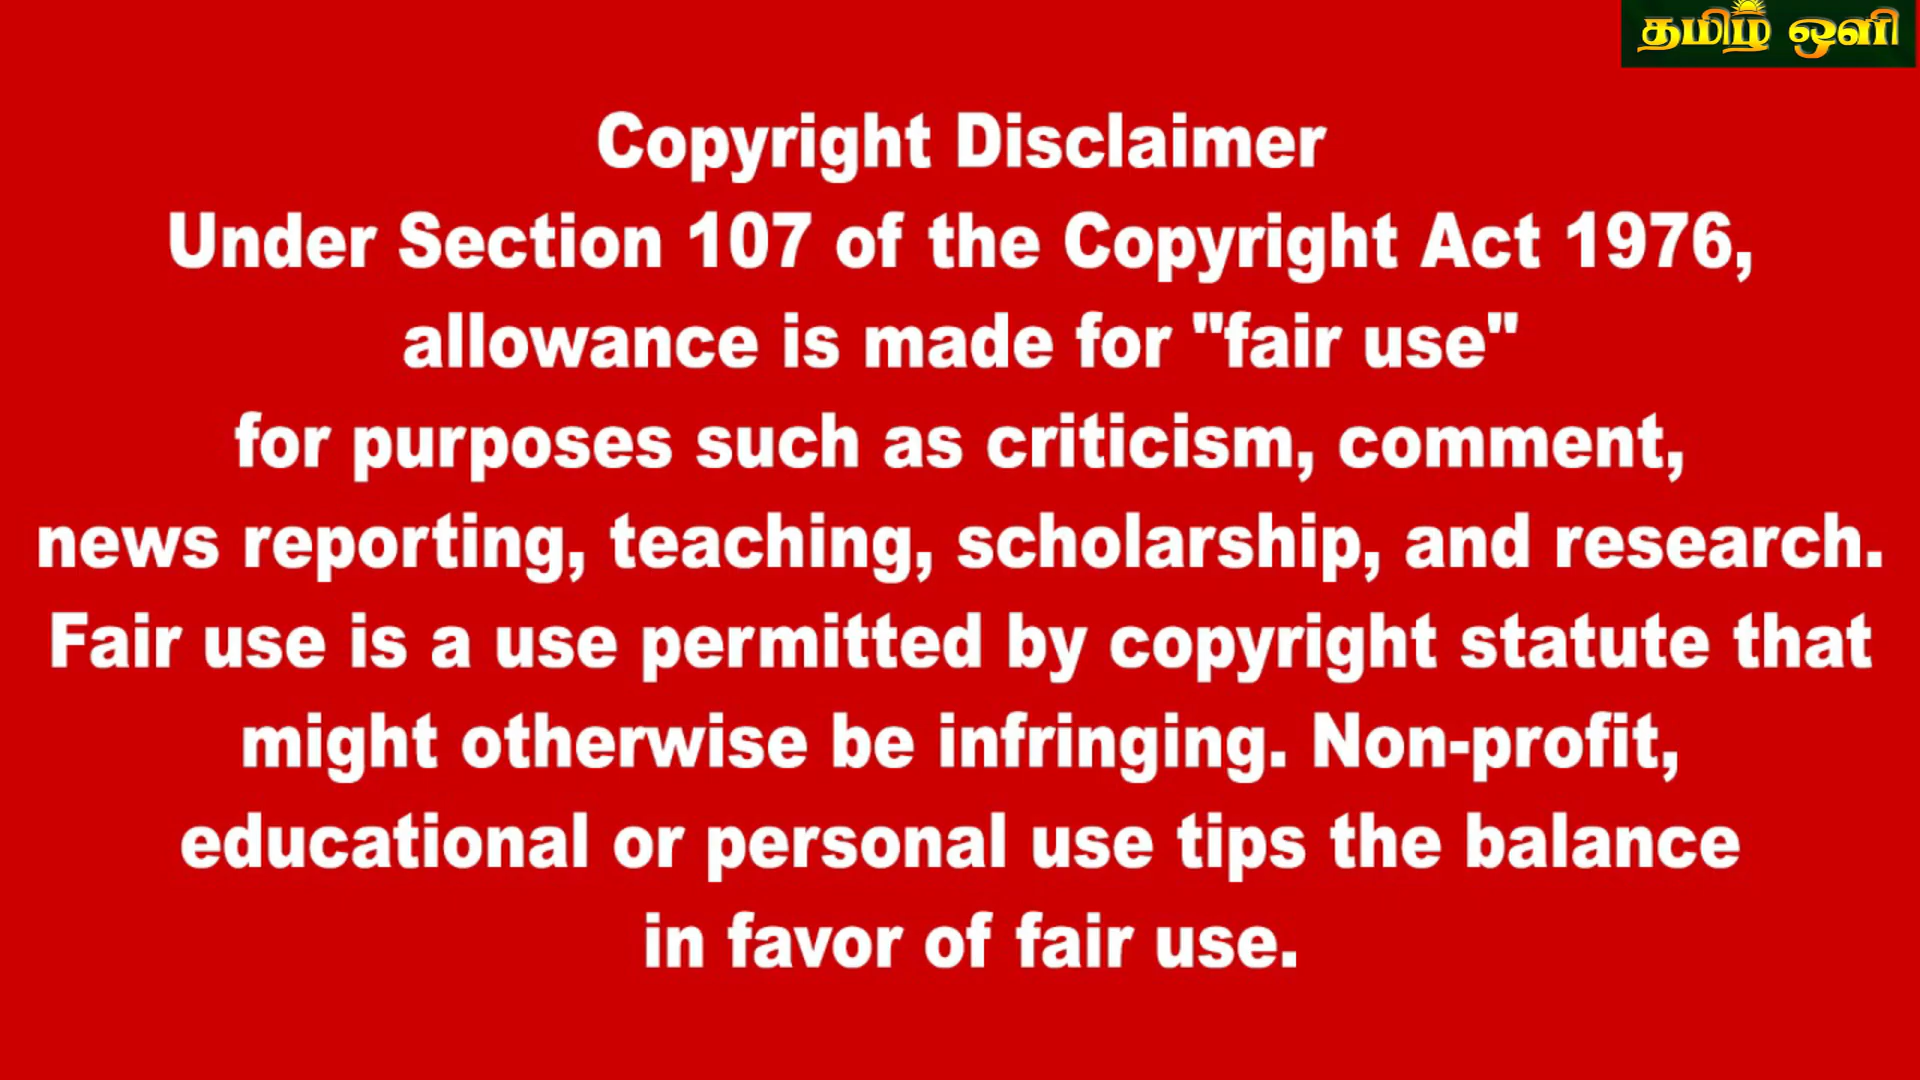 தமிழ் ஒளி
Copyright Disclaimer
Under Section 107 of the Copyright Act 1976,
allowance is made for "fair use"
for purposes such as criticism, comment,
news reporting, teaching, scholarship, and research.
Fair use is a use permitted by copyright statute that
might otherwise be infringing. Non-profit,
educational or personal use tips the balance
in favor of fair use.